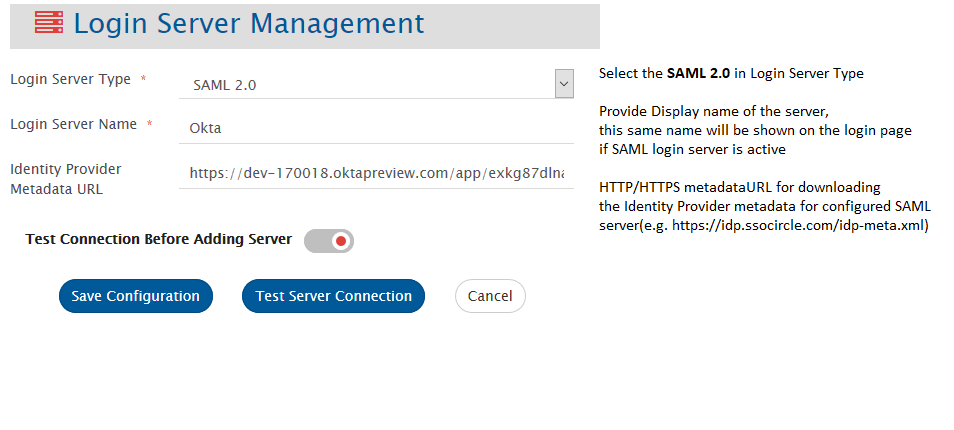 Login Server Management
Login Server Type *
SAML 2.0
Login Server Name *
Okta
Identity Provider
Metadata URL
https://dev-170018.oktapreview.com/app/exkg87dlna
Test Connection Before Adding Server
Save Configuration
Test Server Connection
Cancel
Select the SAML 2.0 in Login Server Type
Provide Display name of the server,
this same name will be shown on the login page
if SAML login server is active
HTTP/HTTPS metadataURL for downloading
the Identity Provider metadata for configured SAML
server(e.g. https://idp.ssocircle.com/idp-meta.xml)